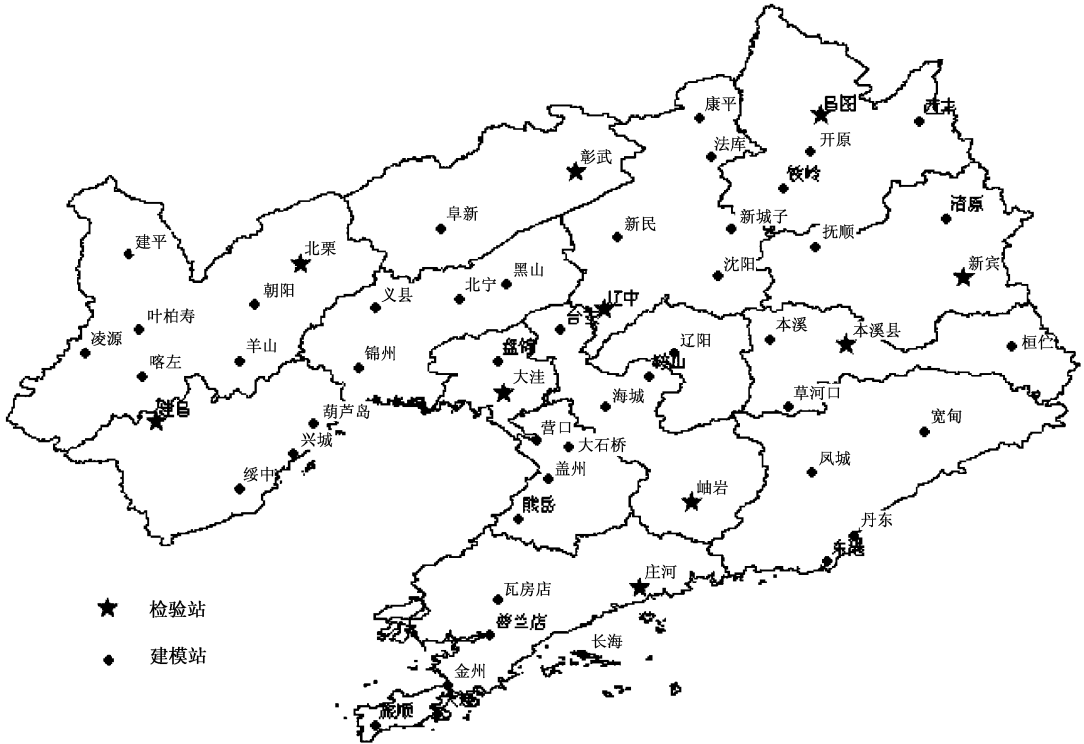 康平
昌图
西丰
开原
法库
彰武
铁岭
清原
阜新
新民
新城子
抚顺
建平
北票
黑山
沈阳
新宾
朝阳
义县
北宁
辽中
叶柏寿
台安
本溪
本溪县
桓仁
凌源
羊山
盘锦
辽阳
喀左
锦州
大洼
鞍山
海城
草河口
建昌
葫芦岛
宽甸
兴城
营口
大石桥
凤城
绥中
盖州
岫岩
熊岳
丹东
东港
瓦房店
庄河
检验站
普兰店
长海
建模站
金州
大连
旅顺